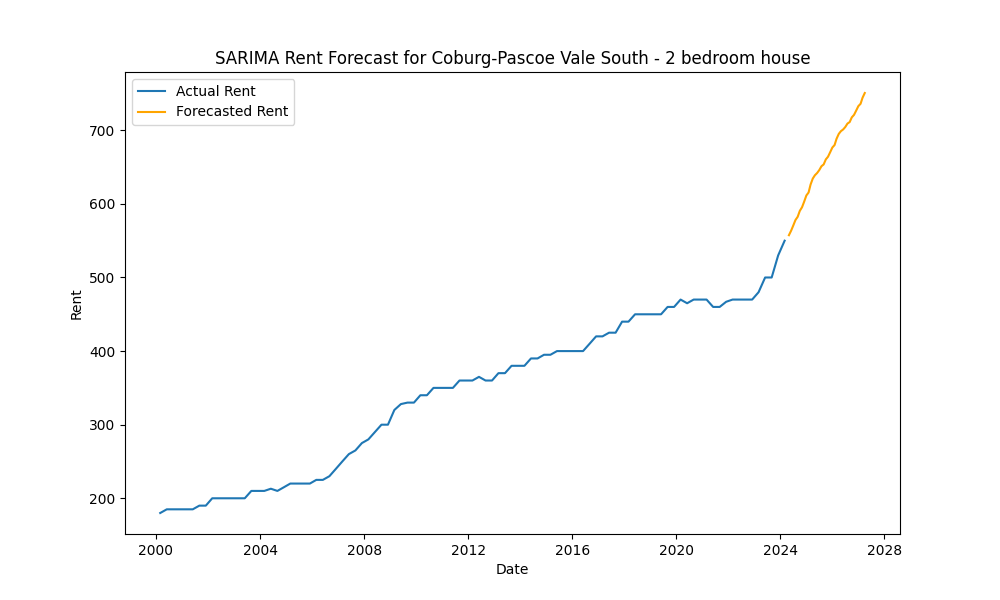 SARIMA Rent Forecast for Coburg-Pascoe Vale South - 2 bedroom house
Actual Rent
Forecasted Rent
700
600
500
400
300
200
Rent
2000 2004 2008 2012 2016 2020 2024 2028
Date